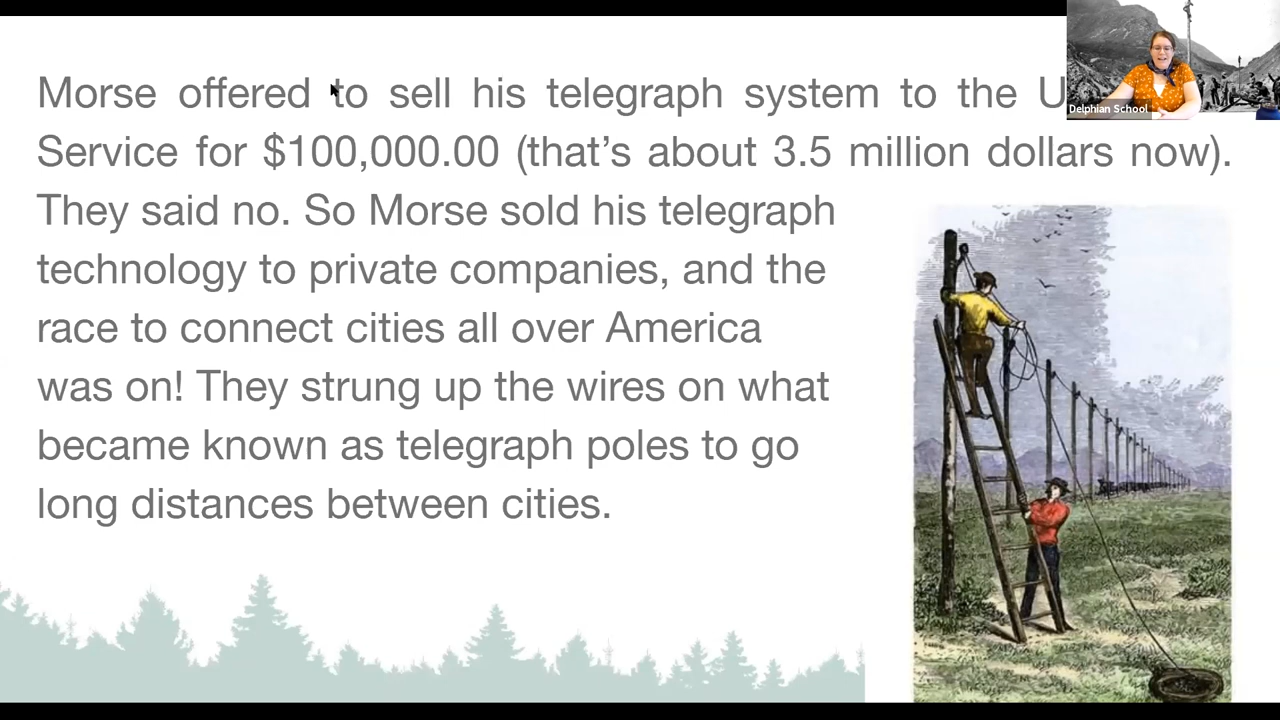 Morse offered to sell his telegraph system to the
Service for $100,000.00 (that's about 3.5 million dollars now).
They said no. So Morse sold his telegraph
technology to private companies, and the
race to connect cities all over America
was on! They strung up the wires on what
became known as telegraph poles to go
long distances between cities.
Delphian School